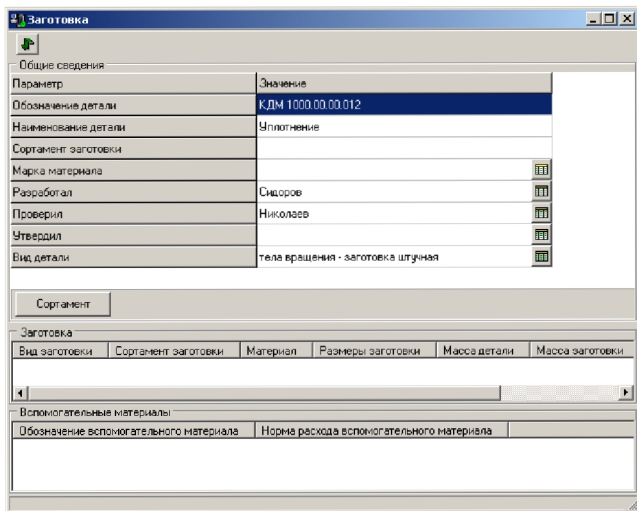 Заготовка
Общие сведения
Параметр Значение
Обозначение детали КДМ 1000.00.00.012
Наименование детали Уплотнение
Сортамент заготовки
Марка материала
Разработал Сидоров
Проверил Николаев
Утвердил
Вид детали тела вращения - заготовка штучная
Сортамент
Заготовка
Вид заготовки Сортамент заготовки Материал Размеры заготовки Масса детали Масса заготовки
Вспомогательные материалы
Обозначение вспомогательного материала Норма расхода вспомогательного материала